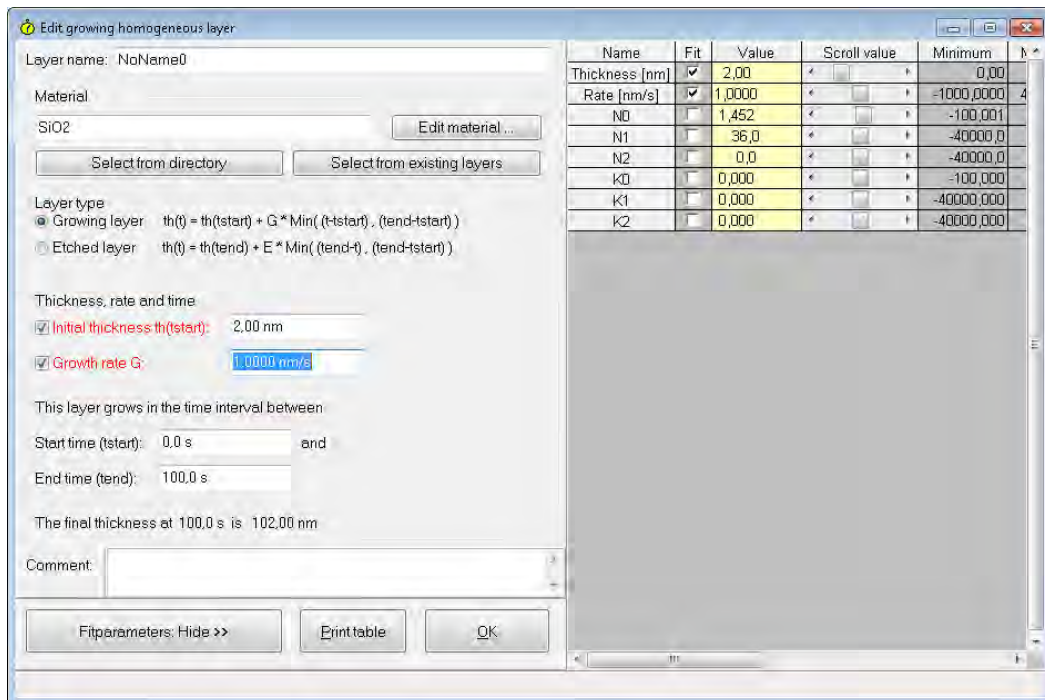 Edit growing homogeneous layer
Layer name: NoName0
Material
SiO2 Edit material ...
Select from directory Select from existing layers
Layer type
Growing layer th(t) = th(tstart) + G * Min( (t-tstart) , (tend-tstart) )
Etched layer th(t) = th(tend) + E * Min( (tend-t) , (tend-tstart) )
Thickness, rate and time
Initial thickness th(tstart): 2,00 nm
Growth rate G: 1,0000 nm/s
This layer grows in the time interval between
Start time (tstart): 0,0 s and
End time (tend): 100,0 s
The final thickness at 100,0 s is 102,00 nm
Comment:
Fitparameters: Hide >> Print table OK
Name Fit Value Scroll value Minimum
Thickness [nm] 2,00 0,00
Rate [nm/s] 1,0000 -1000,0000 4
N0 1,452 -100,001
N1 36,0 -40000,0
N2 0,0 -40000,0
K0 0,000 -100,000
K1 0,000 -40000,000
K2 0,000 -40000,000